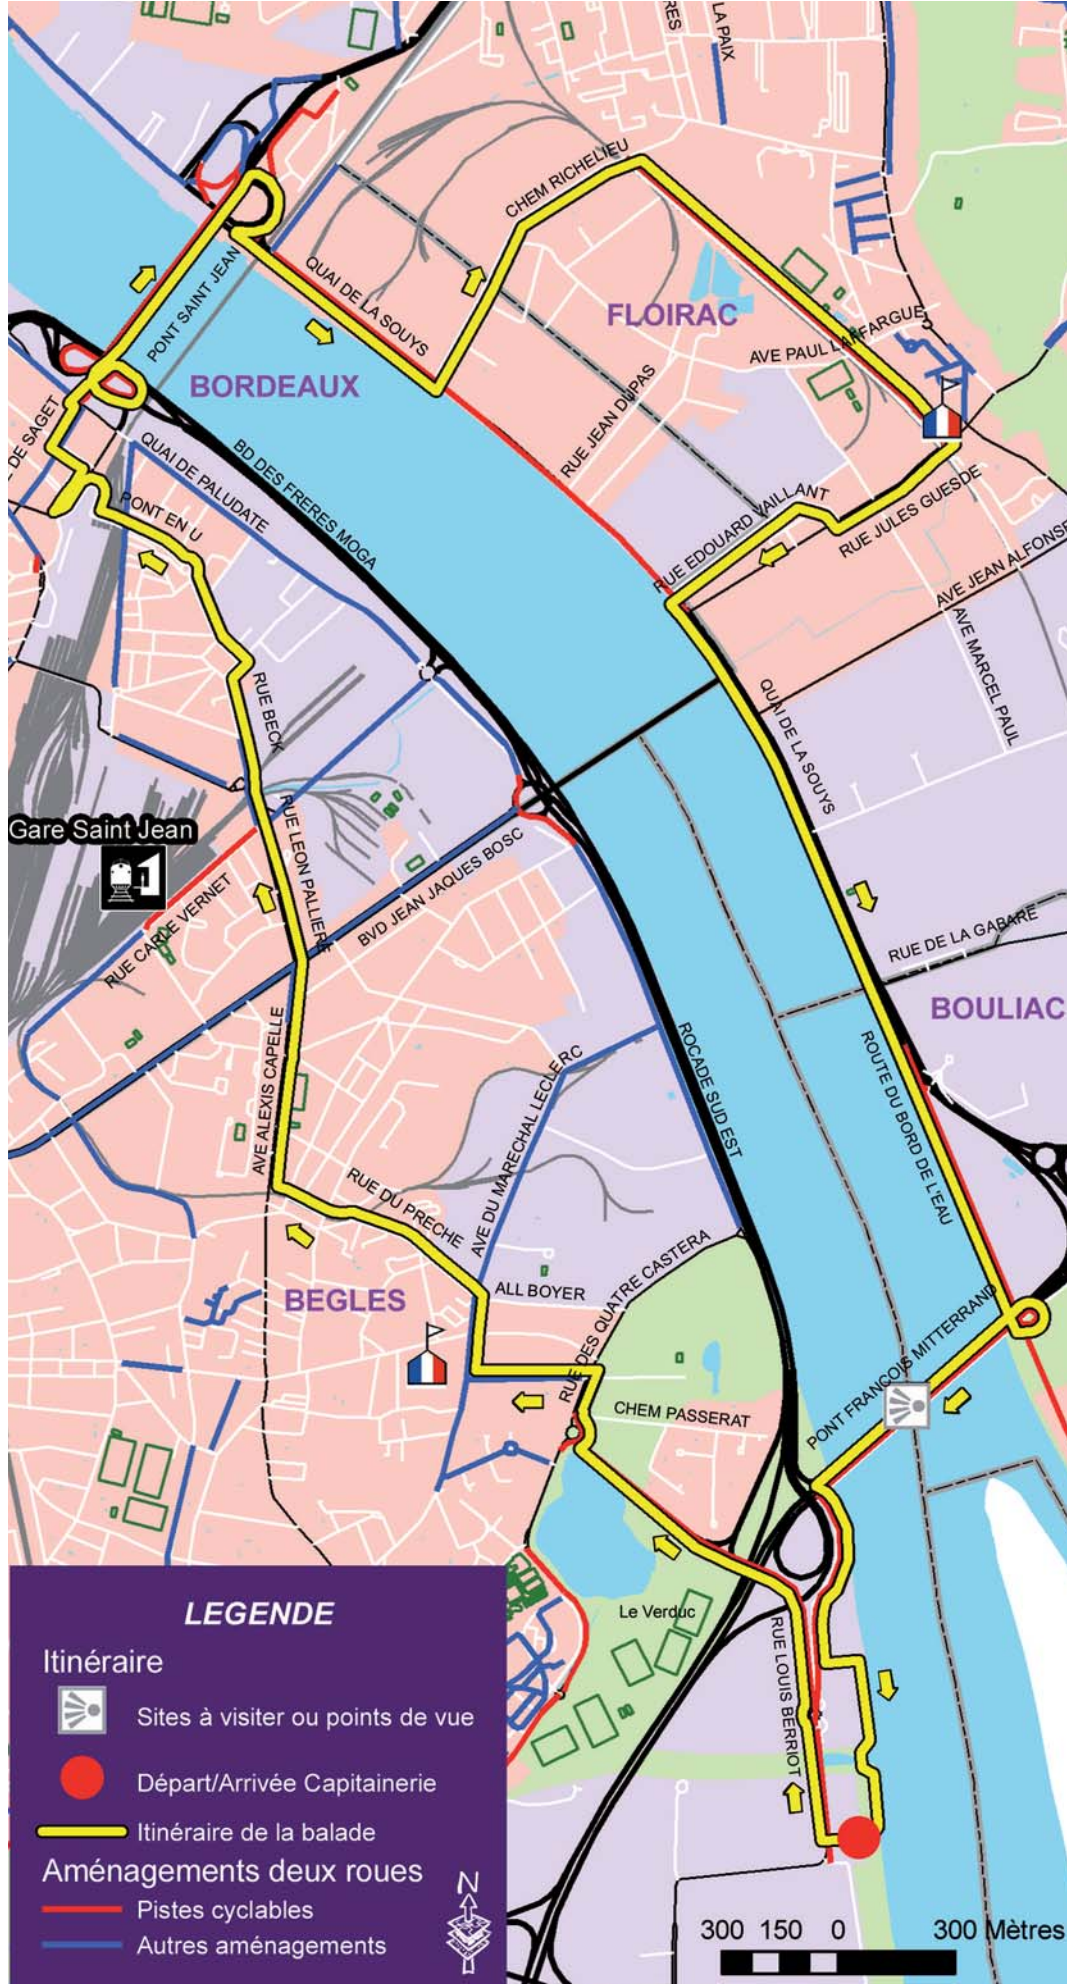 RES
LA PAIX
CHEM RICHELIEU
PONT SAINT JEAN
QUAI DE LA SOUYS
FLOIRAC
AVE PAUL LAFFARGUE
BORDEAUX
RUE JEAN DUPAS
DE SAGET
QUAI DE PALUDATE
BD DES FRERES MOGA
PONT EN U
RUE EDOUARD VAILLANT
RUE JULES GUESDE
AVE JEAN ALFONSE
AVE MARCEL PAUL
RUE BECK
QUAI DE LA SOUYS
Gare Saint Jean
RUE LEON PALLIERE
BVD JEAN JAQUES BOSC
RUE CARLE VERNET
RUE DE LA GABARE
BOULIAC
AVE ALEXIS CAPELLE
AVE DU MARECHAL LECLERC
ROCADE SUD EST
ROUTE DU BORD DE L'EAU
RUE DU PRECHE
BEGLES
ALL BOYER
RUE DES QUATRE CASTERA
PONT FRANCOIS MITTERRAND
CHEM PASSERAT
Le Verduc
RUE LOUIS BERRIOT
LEGENDE
Itinéraire
Sites à visiter ou points de vue
Départ/Arrivée Capitainerie
Itinéraire de la balade
Aménagements deux roues
Pistes cyclables
Autres aménagements
N
300 150 0 300 Mètres